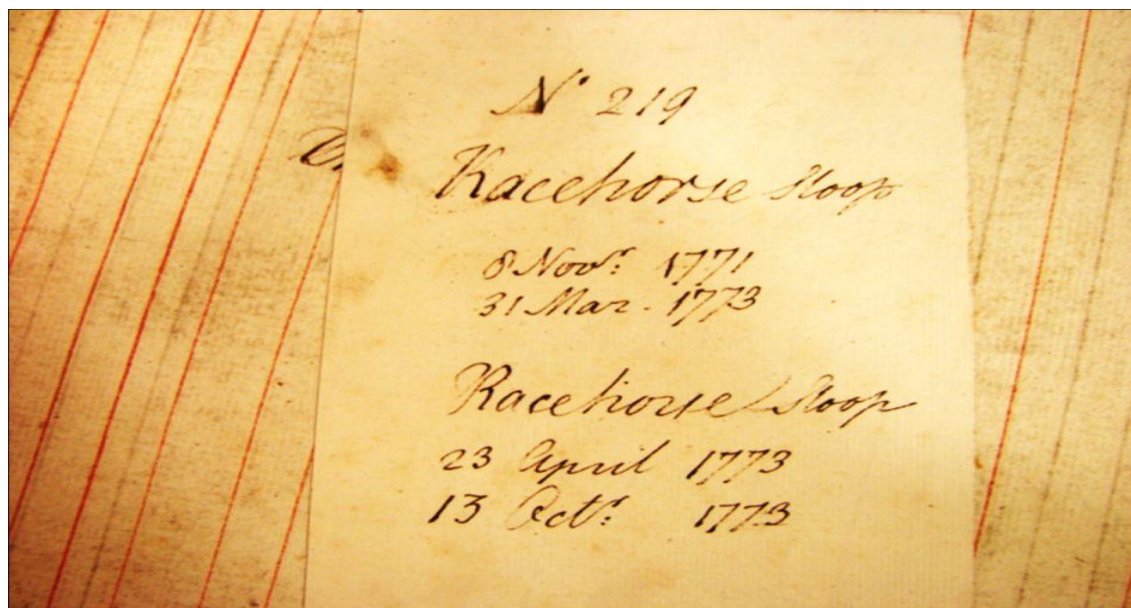 Nº 219
Racehorse Sloop
8 Novr. 1771
31 Mar. 1773
Racehorse Sloop
23 April 1773
13 Octr. 1773